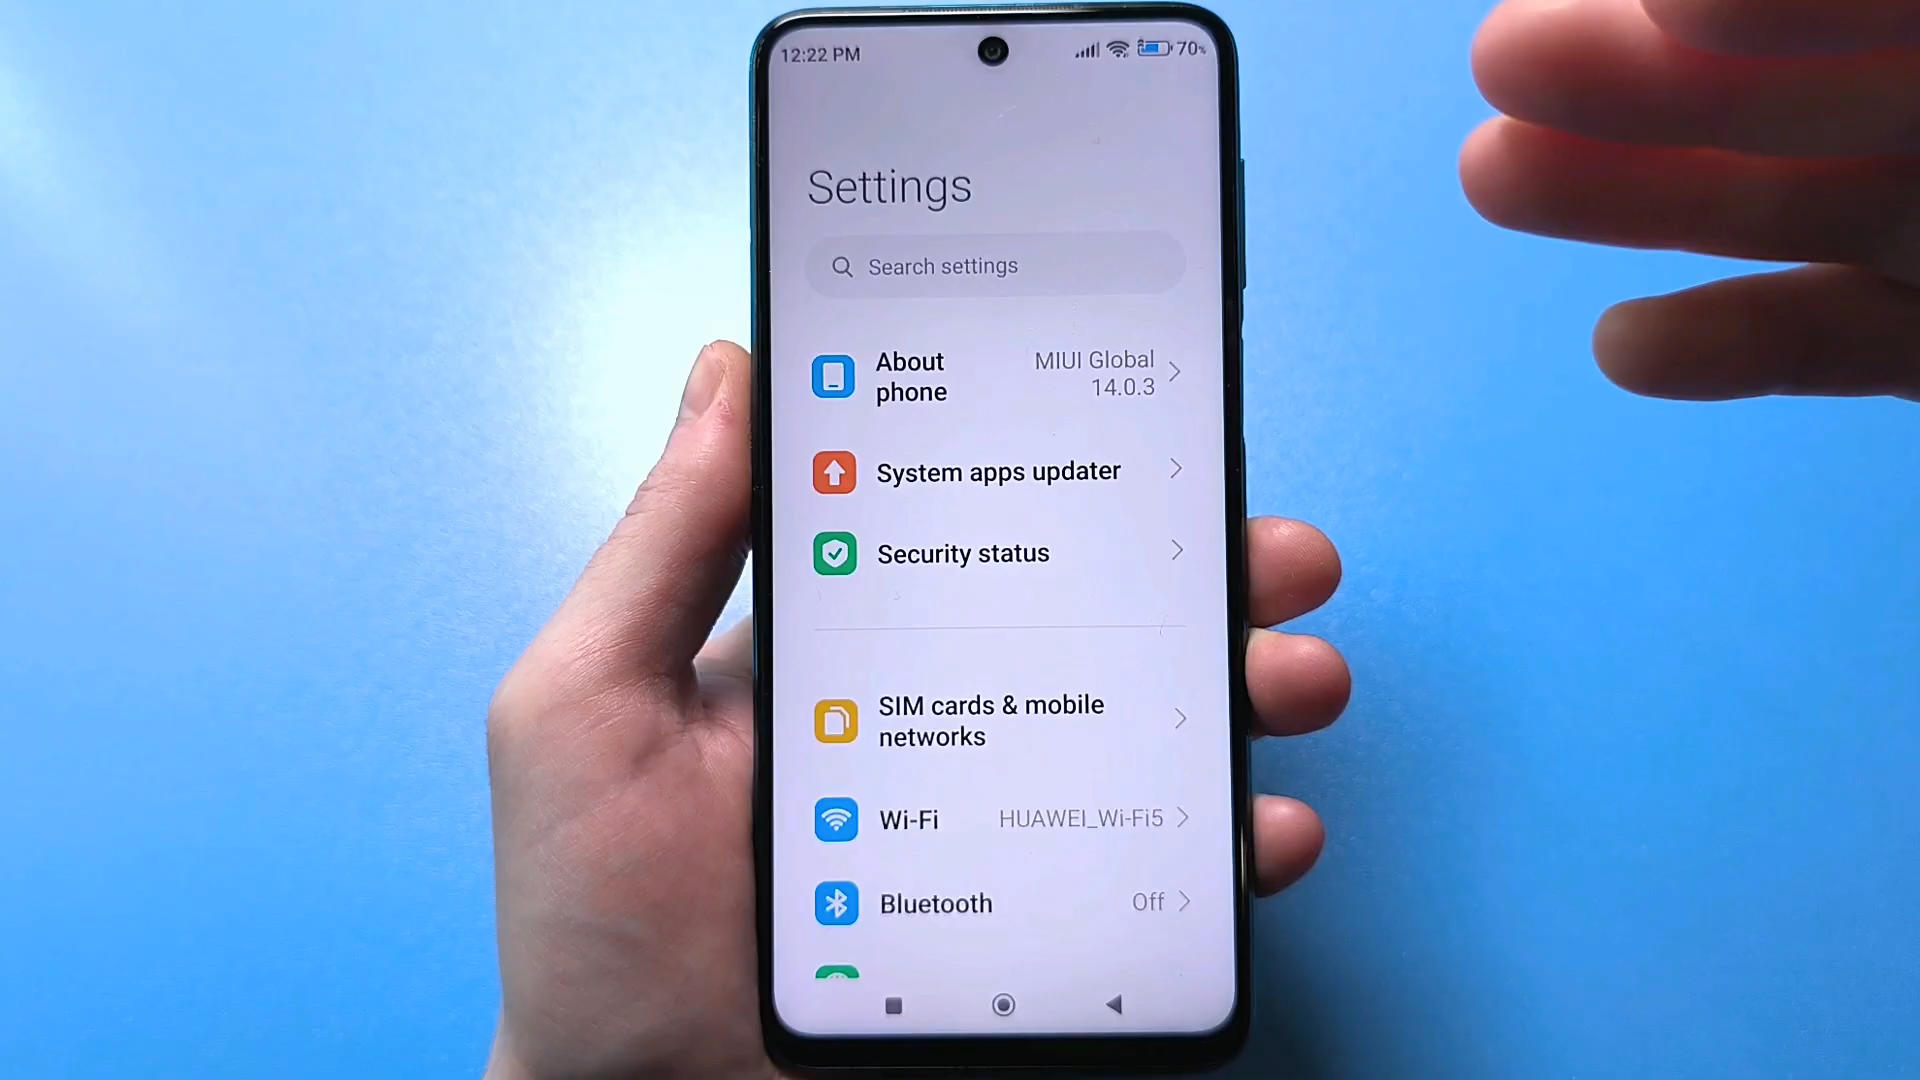 12:22 PM 70%
Settings
Search settings
About phone
MIUI Global 14.0.3
System apps updater
Security status
SIM cards & mobile
networks
Wi-Fi HUAWEI_Wi-Fi5
Bluetooth Off